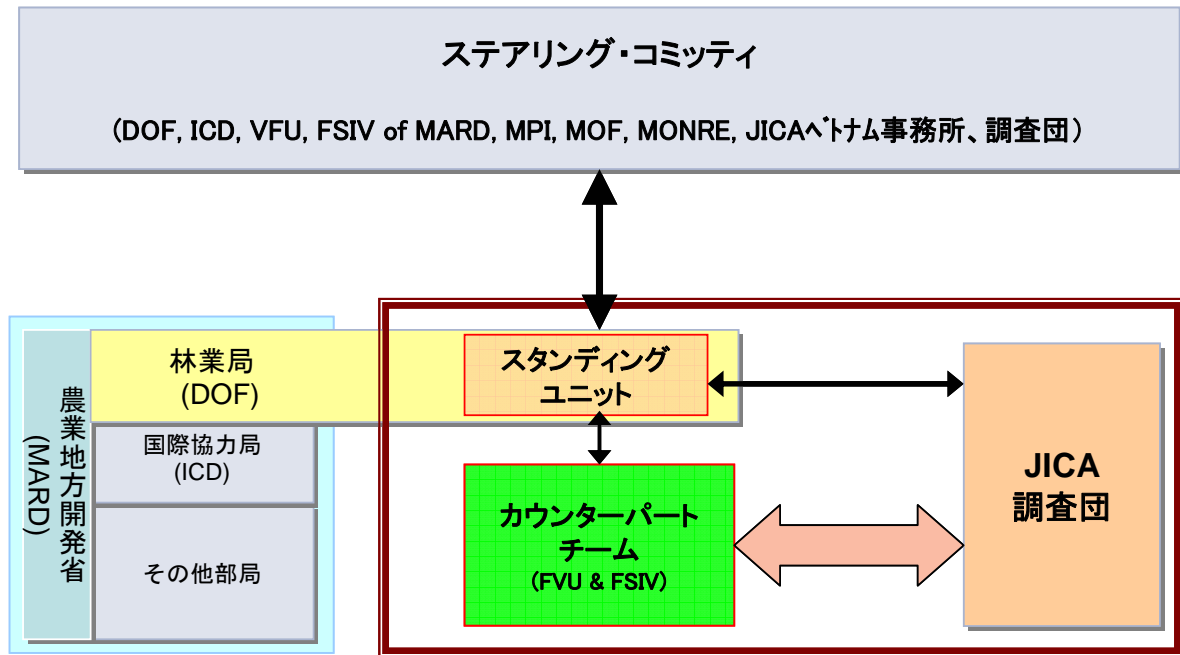 ステアリング・コミッティ
(DOF, ICD, VFU, FSIV of MARD, MPI, MOF, MONRE, JICAﾍﾞﾄﾅﾑ事務所、調査団)
農業地方開発省
(MARD)
林業局
(DOF)
国際協力局
(ICD)
その他部局
スタンディング
ユニット
カウンターパート
チーム
(FVU & FSIV)
JICA
調査団